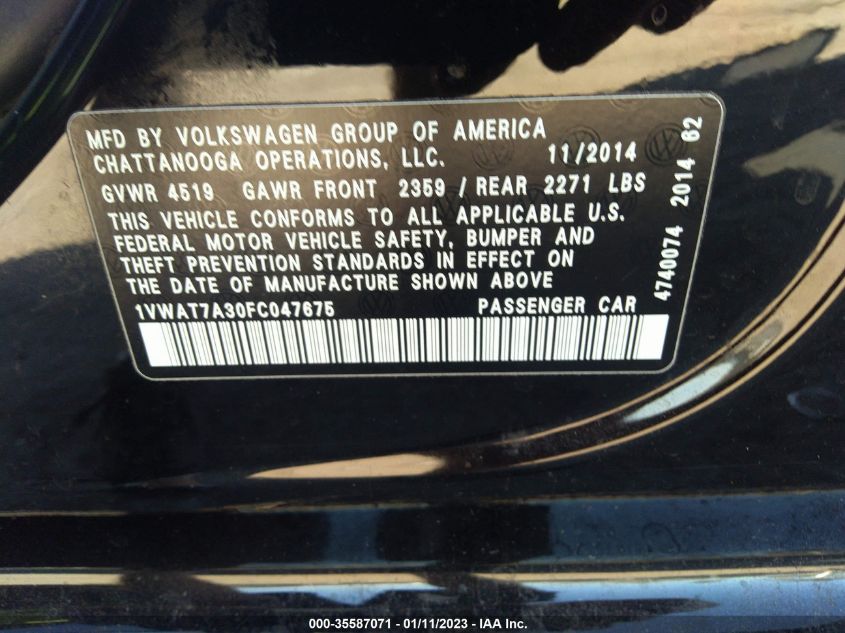 MFD BY VOLKSWAGEN GROUP OF AMERICA
CHATTANOOGA OPERATIONS, LLC. 11/2014
GVWR 4519 GAWR FRONT 2359 / REAR 2271 LBS
THIS VEHICLE CONFORMS TO ALL APPLICABLE U.S.
FEDERAL MOTOR VEHICLE SAFETY, BUMPER AND
THEFT PREVENTION STANDARDS IN EFFECT ON
THE DATE OF MANUFACTURE SHOWN ABOVE
1VWAT7A30FC047675 PASSENGER CAR
4740074 2014 62
000-35587071 - 01/11/2023 - IAA Inc.